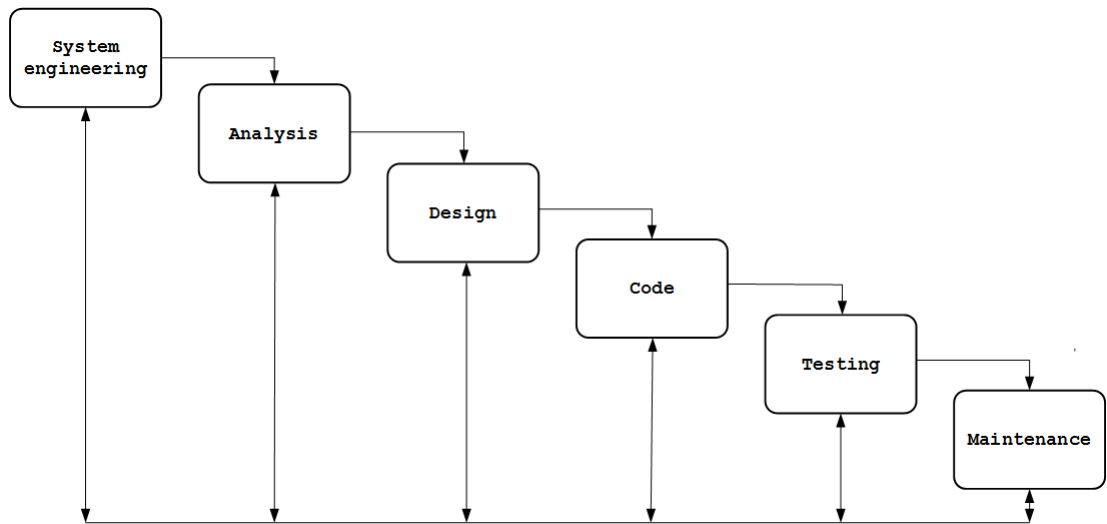 System
engineering
Analysis
Design
Code
Testing
Maintenance